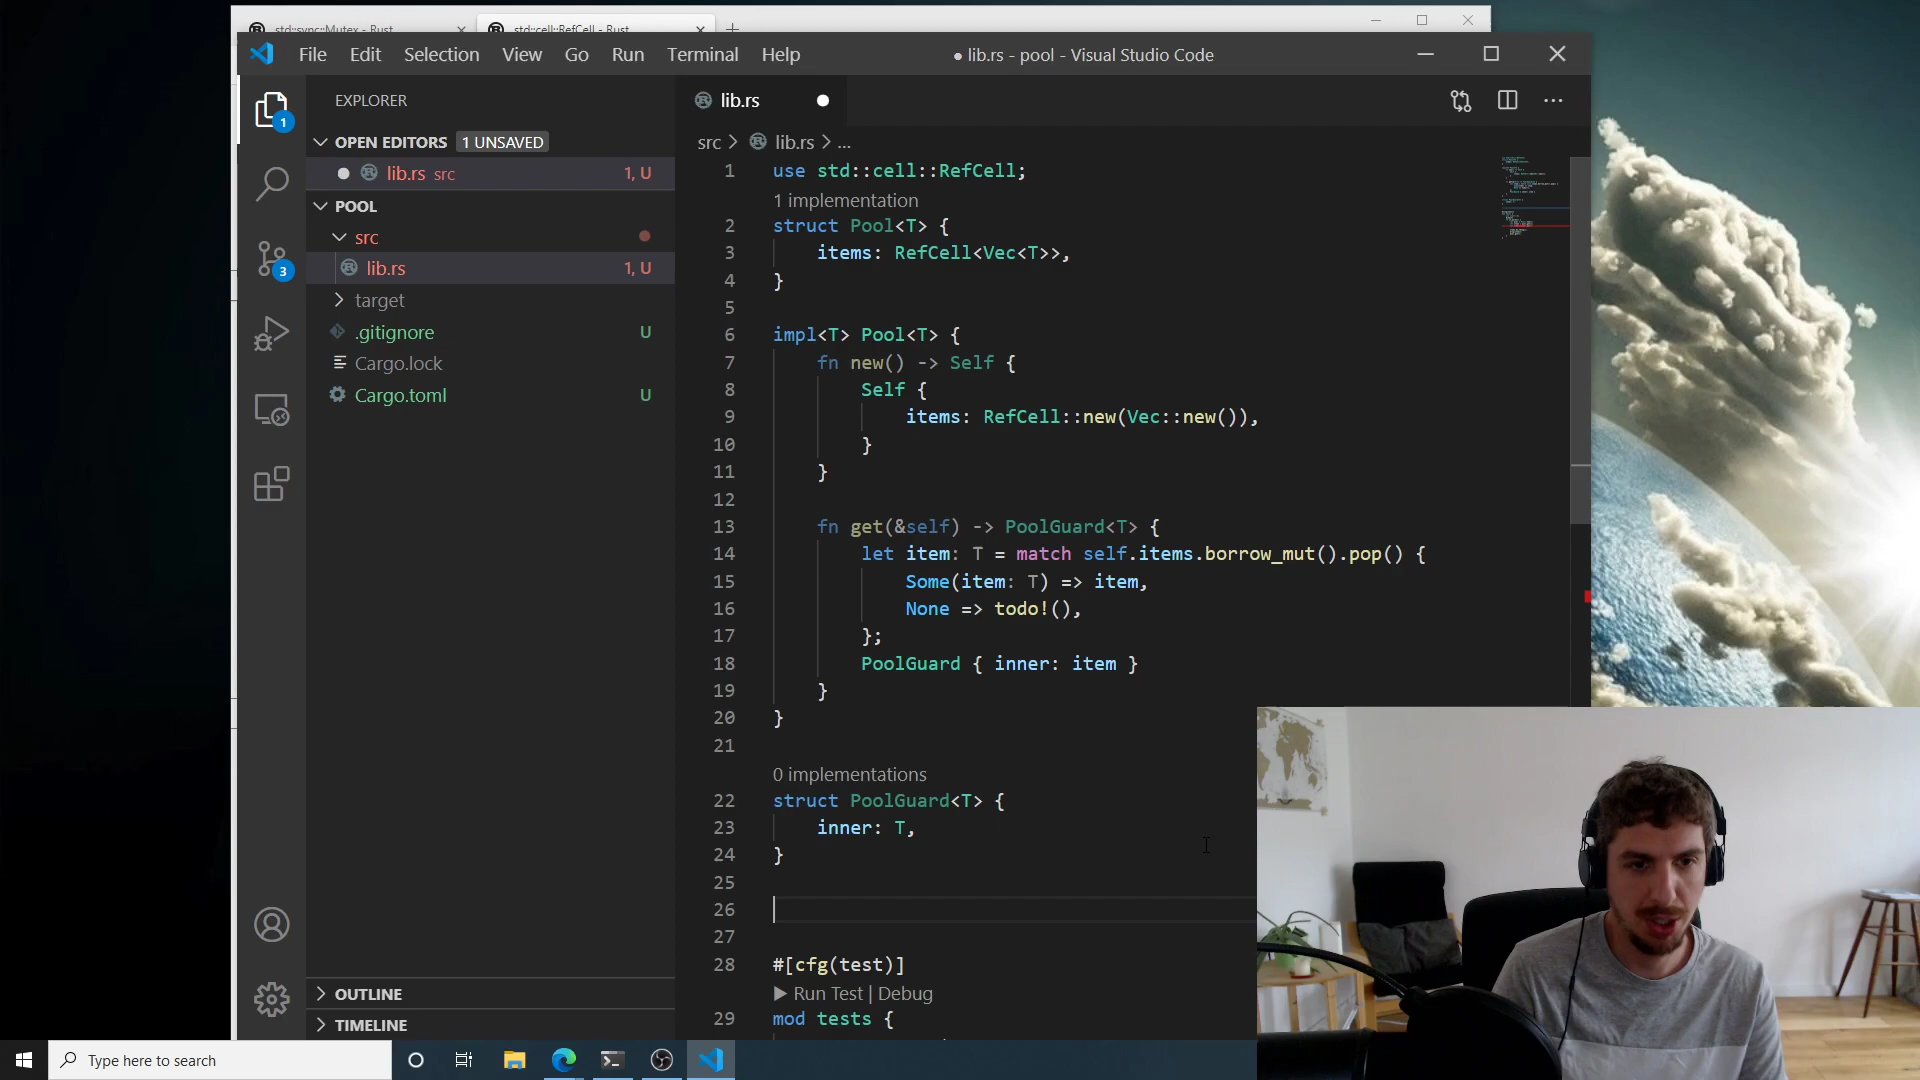 std::sync::Mutex - Rust
std::cell::RefCell - Rust
File Edit Selection View Go Run Terminal Help
● lib.rs - pool - Visual Studio Code
EXPLORER
OPEN EDITORS 1 UNSAVED
lib.rs src 1, U
POOL
src
lib.rs 1, U
target
.gitignore U
Cargo.lock
Cargo.toml U
OUTLINE
TIMELINE
1
3
lib.rs
src > lib.rs > ...
1 use std::cell::RefCell;
1 implementation
2 struct Pool<T> {
3 items: RefCell<Vec<T>>,
4 }
5
6 impl<T> Pool<T> {
7 fn new() -> Self {
8 Self {
9 items: RefCell::new(Vec::new()),
10 }
11 }
12
13 fn get(&self) -> PoolGuard<T> {
14 let item: T = match self.items.borrow_mut().pop() {
15 Some(item: T) => item,
16 None => todo!(),
17 };
18 PoolGuard { inner: item }
19 }
20 }
21
0 implementations
22 struct PoolGuard<T> {
23 inner: T,
24 }
25
26
27
28 #[cfg(test)]
▶ Run Test | Debug
29 mod tests {
Type here to search